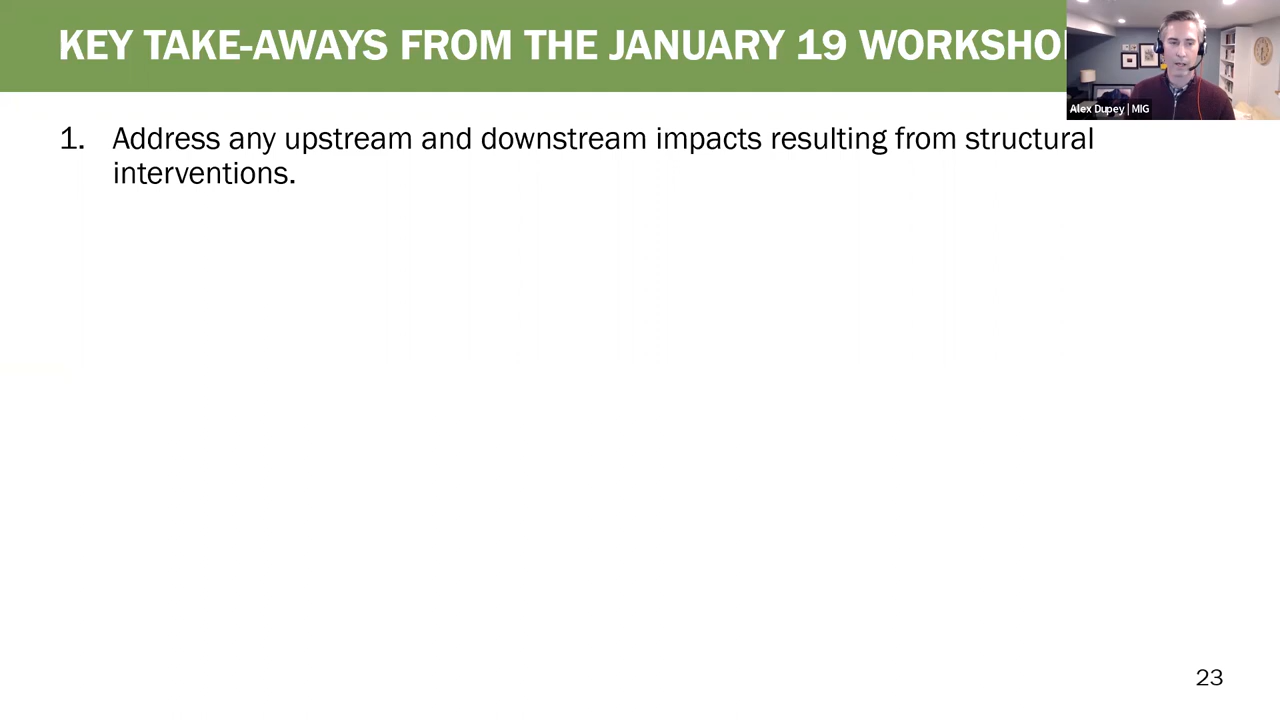 KEY TAKE-AWAYS FROM THE JANUARY 19 WORKSHO
Alex Dupey | MIG
1. Address any upstream and downstream impacts resulting from structural
interventions.
23